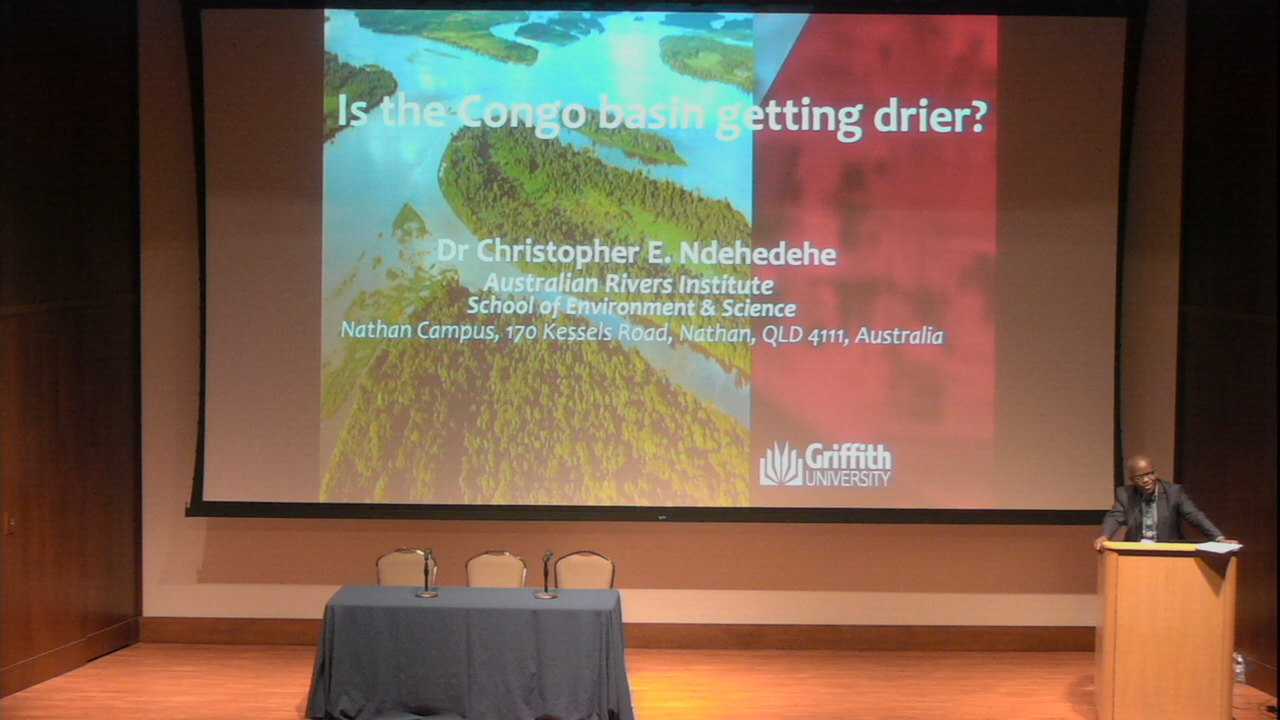 Is the Congo basin getting drier?
Dr Christopher E. Ndehedehe
Australian Rivers Institute
School of Environment & Science
Nathan Campus, 170 Kessels Road, Nathan, QLD 4111, Australia
Griffith
UNIVERSITY